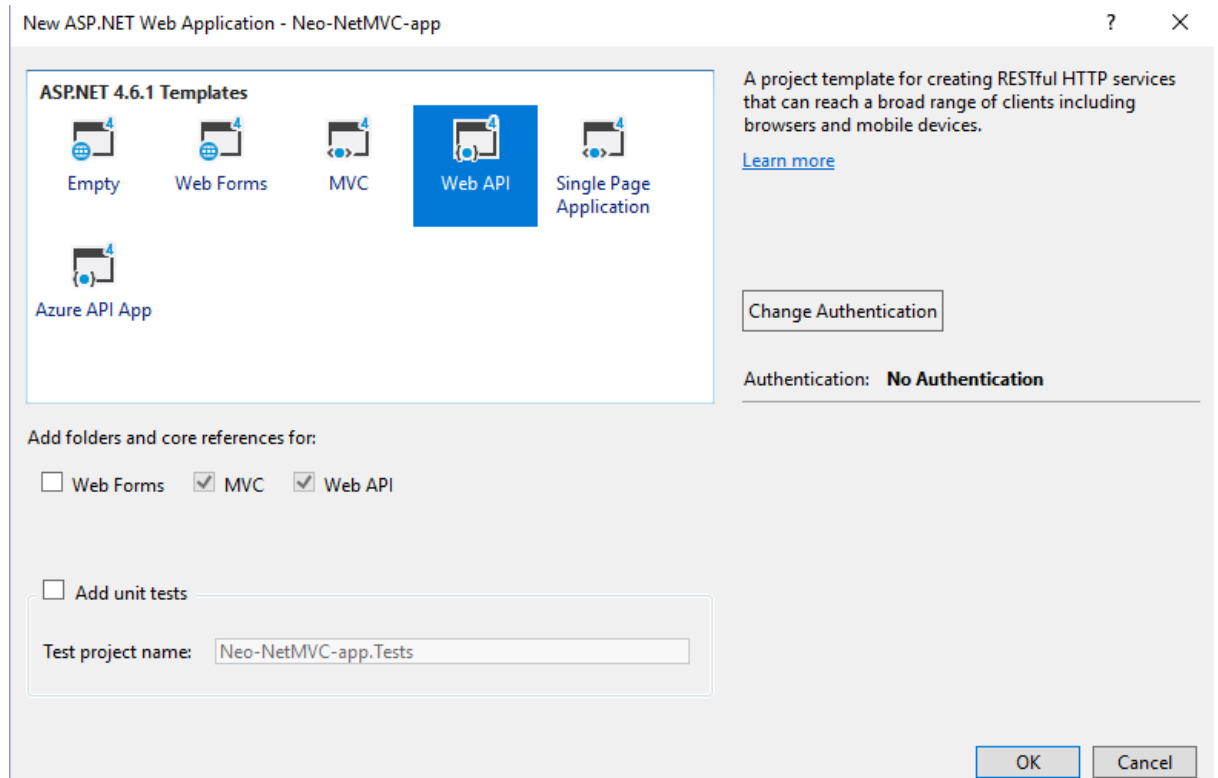 New ASP.NET Web Application - Neo-NetMVC-app
?
ASP.NET 4.6.1 Templates
4
4
4
4
4
Empty
Web Forms
MVC
Web API
Single Page
Application
4
Azure API App
A project template for creating RESTful HTTP services
that can reach a broad range of clients including
browsers and mobile devices.
Learn more
Change Authentication
Authentication: No Authentication
Add folders and core references for:
Web Forms
MVC
Web API
Add unit tests
Test project name: Neo-NetMVC-app.Tests
OK
Cancel